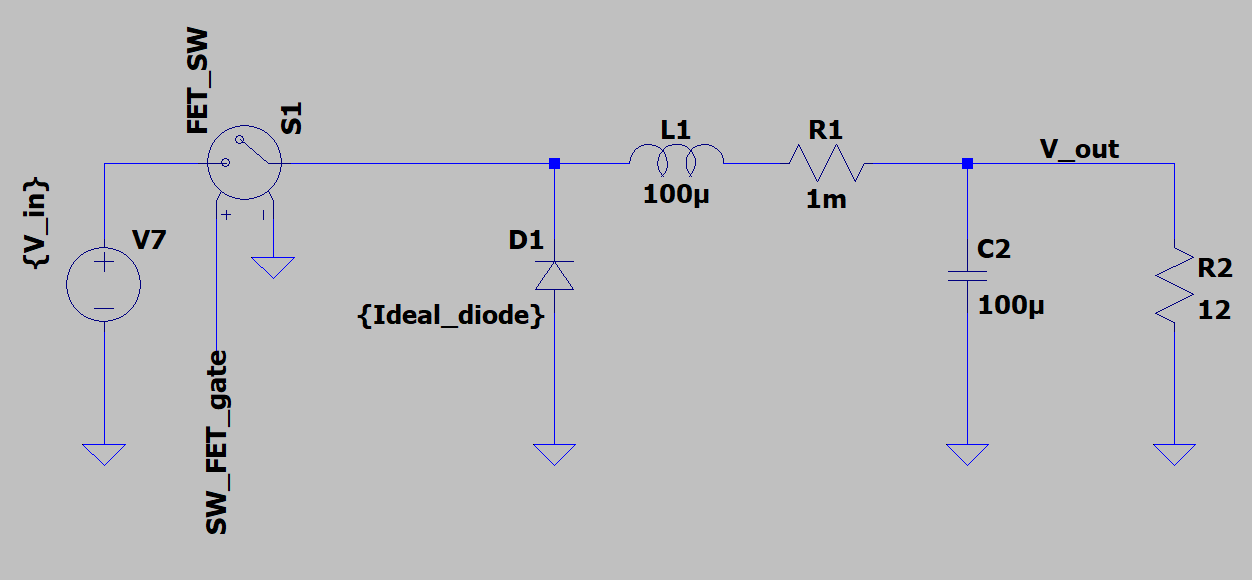 FET_SW
S1
{V_in}
V7
+
-
SW_FET_gate
D1
{Ideal_diode}
L1
100µ
R1
1m
V_out
C2
100µ
R2
12